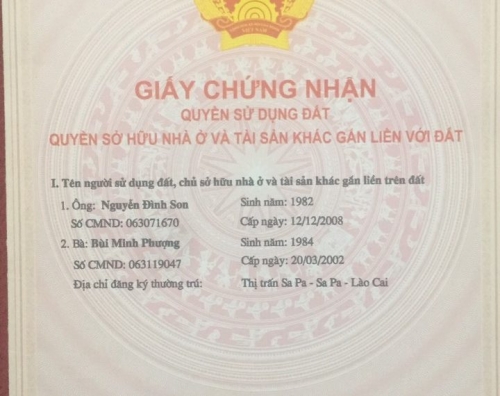 GIẤY CHỨNG NHẬN
QUYỀN SỬ DỤNG ĐẤT
QUYỀN SỞ HỮU NHÀ Ở VÀ TÀI SẢN KHÁC GẮN LIỀN VỚI ĐẤT
I. Tên người sử dụng đất, chủ sở hữu nhà ở và tài sản khác gắn liền trên đất
1. Ông: Nguyễn Đình Son Sinh năm: 1982
Số CMND: 063071670 Cấp ngày: 12/12/2008
2. Bà: Bùi Minh Phượng Sinh năm: 1984
Số CMND: 063119047 Cấp ngày: 20/03/2002
Địa chỉ đăng ký thường trú: Thị trấn Sa Pa - Sa Pa - Lào Cai